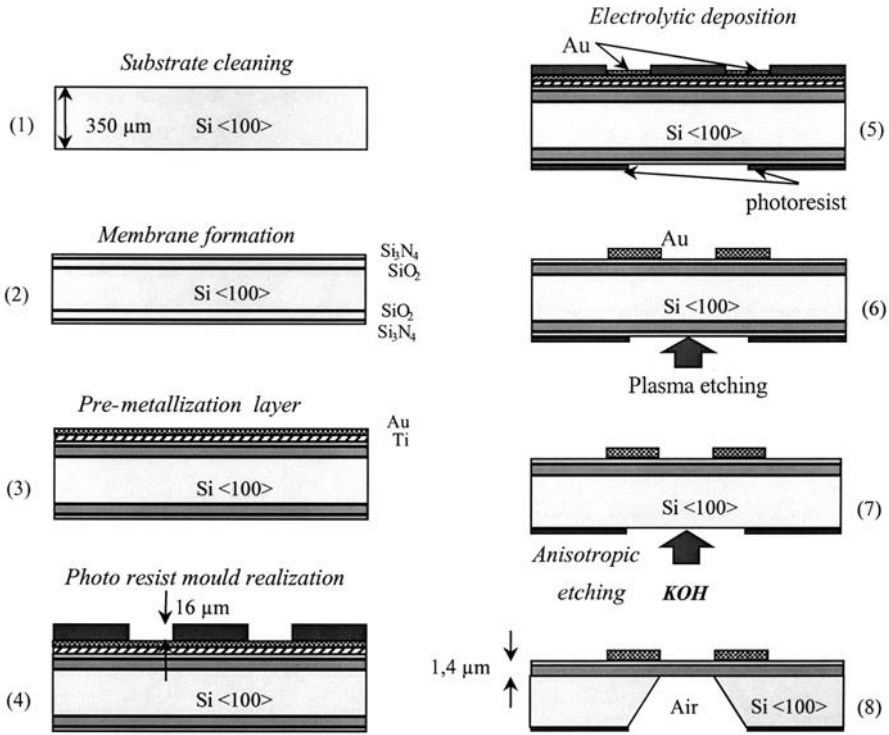 Substrate cleaning
(1)
350 µm
Si <100>
Membrane formation
Si₃N₄
SiO₂
(2)
Si <100>
SiO₂
Si₃N₄
Pre-metallization layer
Au
Ti
(3)
Si <100>
Photo resist mould realization
16 µm
(4)
Si <100>
Electrolytic deposition
Au
Si <100>
(5)
photoresist
Au
Si <100>
(6)
Plasma etching
Si <100>
(7)
Anisotropic
etching KOH
1,4 µm
Air
Si <100>
(8)